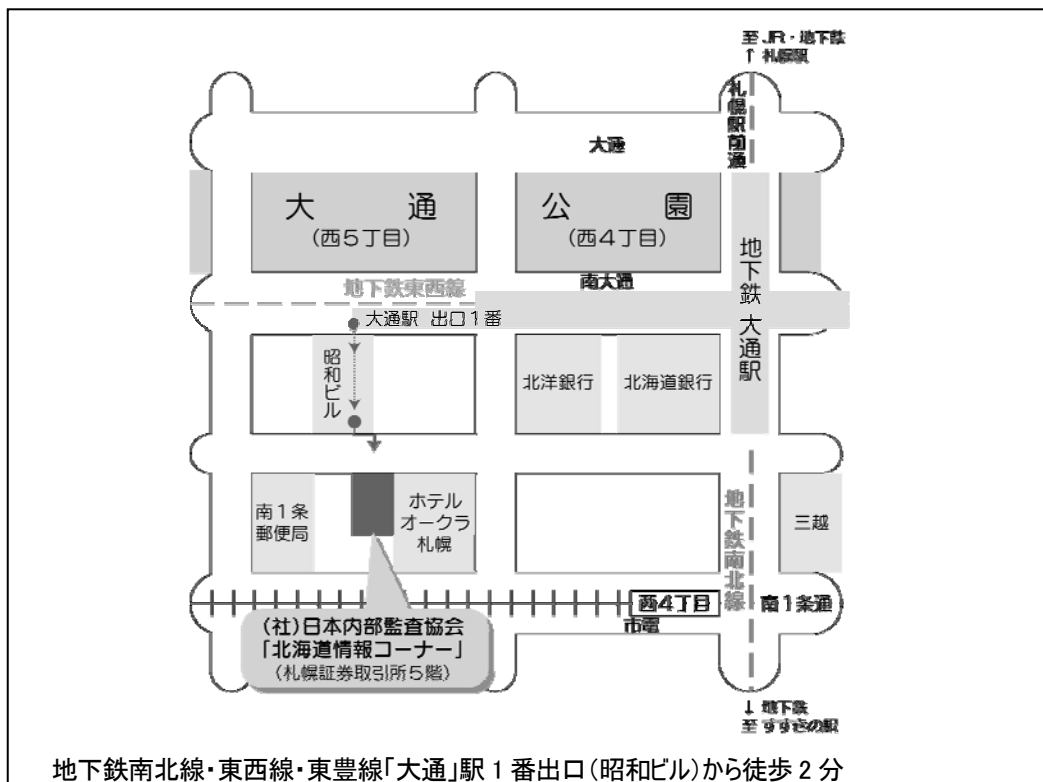 至 JR・地下鉄
↑ 札幌駅
札幌駅前通
大通
大　通　公　園
(西5丁目)
(西4丁目)
地下鉄 大通駅
南大通
地下鉄東西線
大通駅 出口1番
昭和ビル
北洋銀行
北海道銀行
南1条
郵便局
ホテル
オークラ
札幌
地下鉄南北線
三越
西4丁目
南1条通
市電
(社)日本内部監査協会
「北海道情報コーナー」
(札幌証券取引所5階)
↓ 地下鉄
至 すすきの駅
地下鉄南北線・東西線・東豊線「大通」駅 1 番出口(昭和ビル)から徒歩 2 分